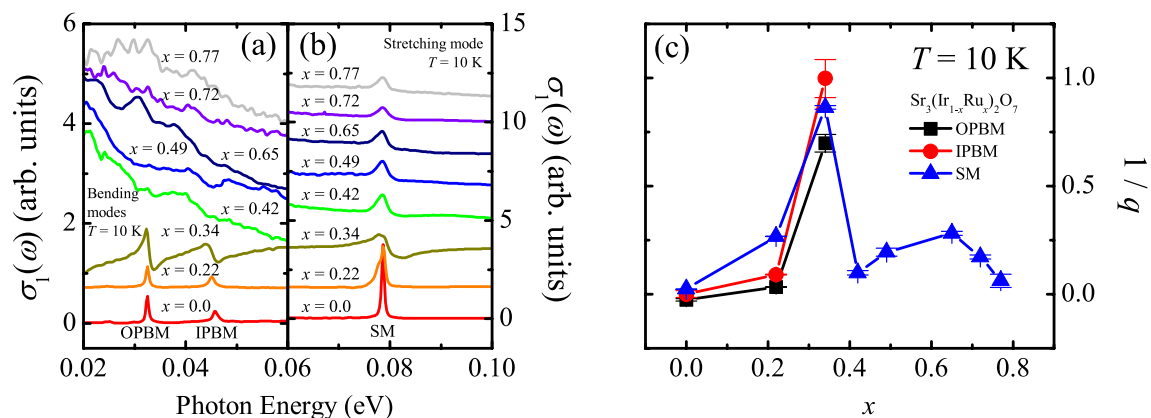 (a)
6
4
2
0
σ₁(ω) (arb. units)
x = 0.77
x = 0.72
x = 0.49
x = 0.65
x = 0.42
Bending
modes
T = 10 K
x = 0.34
x = 0.22
x = 0.0
OPBM
IPBM
0.02
0.04
0.06
(b)
15
10
5
0
σ₁(ω) (arb. units)
Stretching mode
T = 10 K
x = 0.77
x = 0.72
x = 0.65
x = 0.49
x = 0.42
x = 0.34
x = 0.22
x = 0.0
SM
0.08
0.10
Photon Energy (eV)
(c)
T = 10 K
Sr₃(Ir₁₋ₓRuₓ)₂O₇
OPBM
IPBM
SM
1.0
0.5
0.0
1 / q
0.0
0.2
0.4
0.6
0.8
x